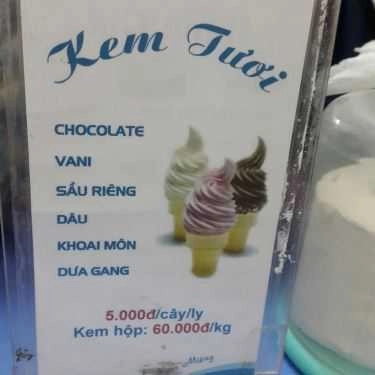 Kem Tươi
CHOCOLATE
VANI
SẦU RIÊNG
DÂU
KHOAI MÔN
DƯA GANG
5.000đ/cây/ly
Kem hộp: 60.000đ/kg